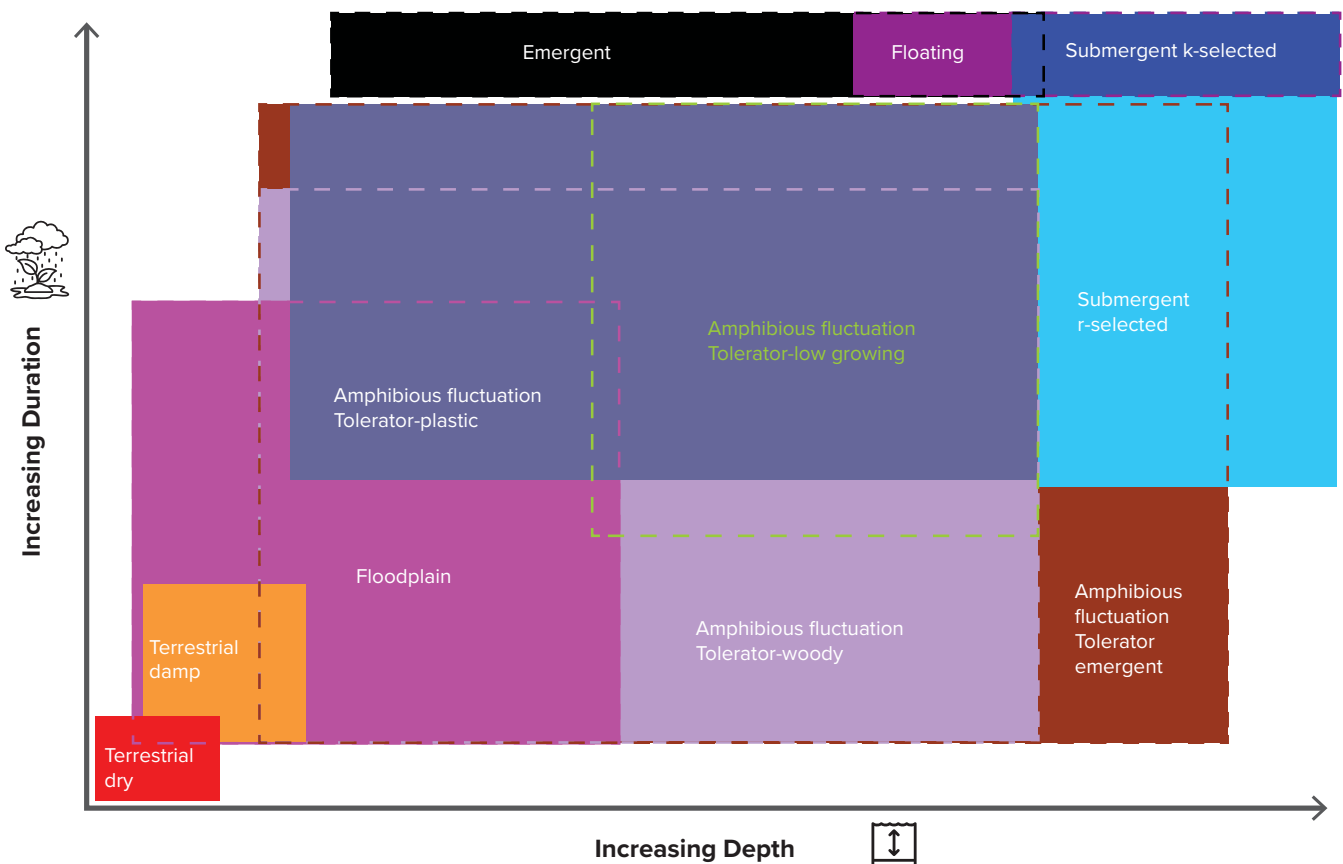 Emergent
Floating
Submergent k-selected
Submergent
r-selected
Amphibious fluctuation
Tolerator-low growing
Amphibious fluctuation
Tolerator-plastic
Floodplain
Amphibious fluctuation
Tolerator-woody
Amphibious
fluctuation
Tolerator
emergent
Terrestrial
damp
Terrestrial
dry
Increasing Duration
Increasing Depth